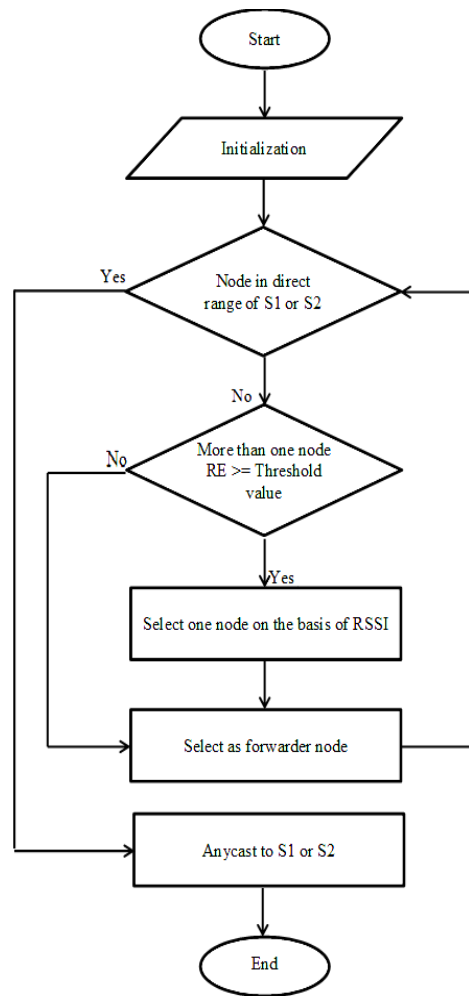 Start
Initialization
Yes
Node in direct
range of S1 or S2
No
More than one node
No
RE >= Threshold
value
Yes
Select one node on the basis of RSSI
Select as forwarder node
Anycast to S1 or S2
End